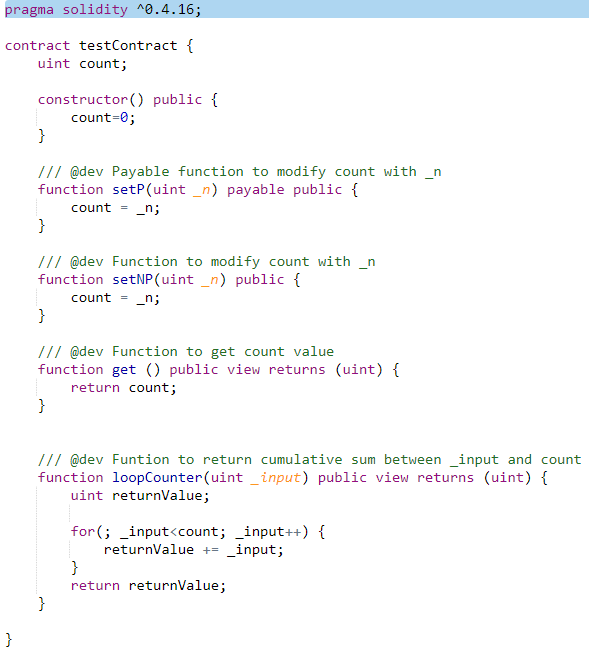 pragma solidity ^0.4.16;
contract testContract {
uint count;
constructor() public {
count=0;
}
/// @dev Payable function to modify count with _n
function setP(uint _n) payable public {
count = _n;
}
/// @dev Function to modify count with _n
function setNP(uint _n) public {
count = _n;
}
/// @dev Function to get count value
function get () public view returns (uint) {
return count;
}
/// @dev Funtion to return cumulative sum between _input and count
function loopCounter(uint _input) public view returns (uint) {
uint returnValue;
for(; _input<count; _input++) {
returnValue += _input;
}
return returnValue;
}
}